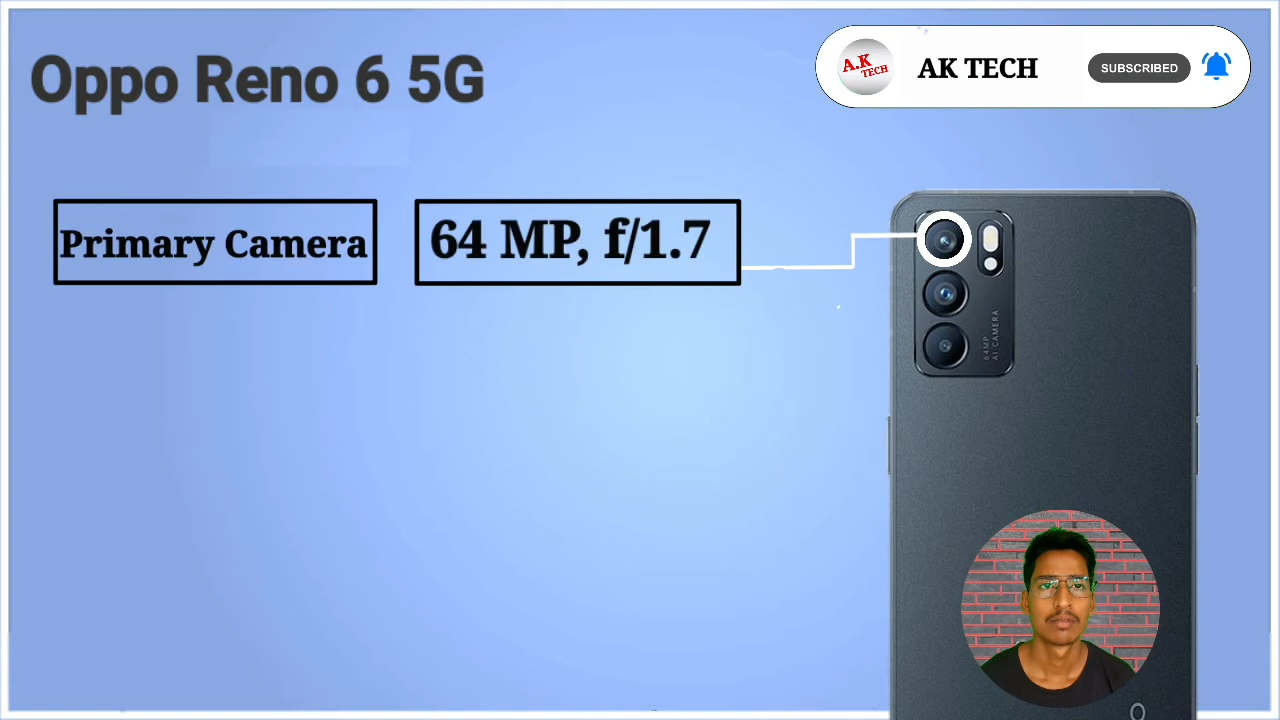 Oppo Reno 6 5G
A.K
TECH
AK TECH
SUBSCRIBED
Primary Camera
64 MP, f/1.7
64MP
AI CAMERA